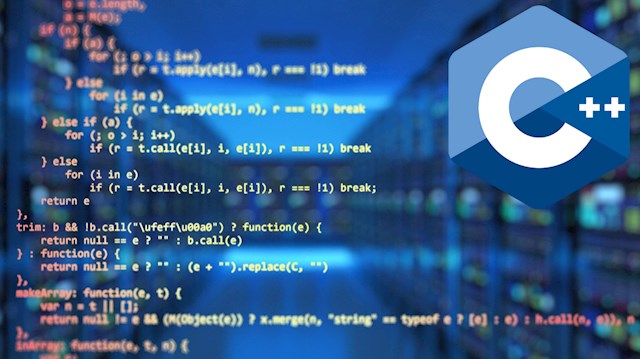 o = e.length,
a = M(e);
if (n) {
if (a) {
for (; o > i; i++)
if (r = t.apply(e[i], n), r === !1) break
} else
for (i in e)
if (r = t.apply(e[i], n), r === !1) break
} else if (a) {
for (; o > i; i++)
if (r = t.call(e[i], i, e[i]), r === !1) break
} else
for (i in e)
if (r = t.call(e[i], i, e[i]), r === !1) break;
return e
},
trim: b && !b.call("\ufeff\u00a0") ? function(e) {
return null == e ? "" : b.call(e)
} : function(e) {
return null == e ? "" : (e + "").replace(C, "")
},
makeArray: function(e, t) {
var n = t || [];
return null != e && (M(Object(e)) ? x.merge(n, "string" == typeof e ? [e] : e) : h.call(n, e)), n
},
inArray: function(e, t, n) {
C++